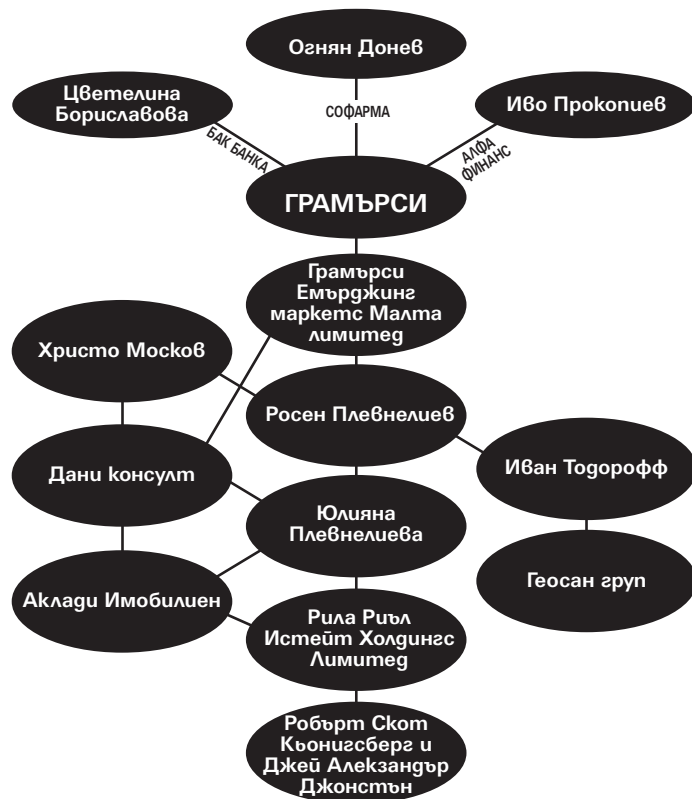 Огнян Донев
Цветелина
Бориславова
Иво Прокопиев
СОФАРМА
БАК БАНКА
АЛФА
ФИНАНС
ГРАМЪРСИ
Грамърси
Емърджинг
маркетс Малта
лимитед
Христо Москов
Росен Плевнелиев
Дани консулт
Иван Тодорофф
Юлияна
Плевнелиева
Геосан груп
Аклади Имобилиен
Рила Риъл
Истейт Холдингс
Лимитед
Робърт Скот
Кьонигсберг и
Джей Алекзандър
Джонстън